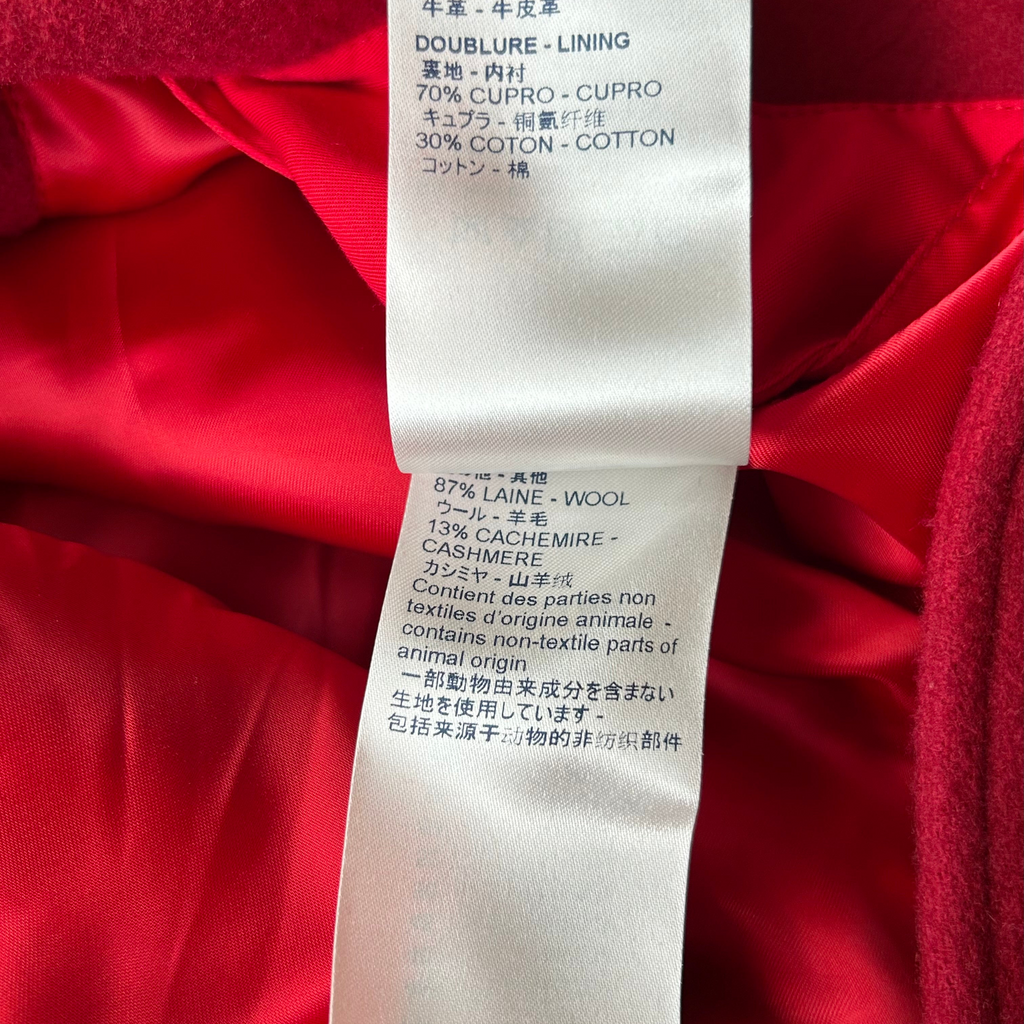 牛革 - 牛皮革
DOUBLURE - LINING
裏地 - 内衬
70% CUPRO - CUPRO
キュプラ - 铜氨纤维
30% COTON - COTTON
コットン - 棉
他 - 其他
87% LAINE - WOOL
ウール - 羊毛
13% CACHEMIRE -
CASHMERE
カシミヤ - 山羊绒
Contient des parties non
textiles d'origine animale -
contains non-textile parts of
animal origin
一部動物由来成分を含まない
生地を使用しています -
包括来源于动物的非纺织部件